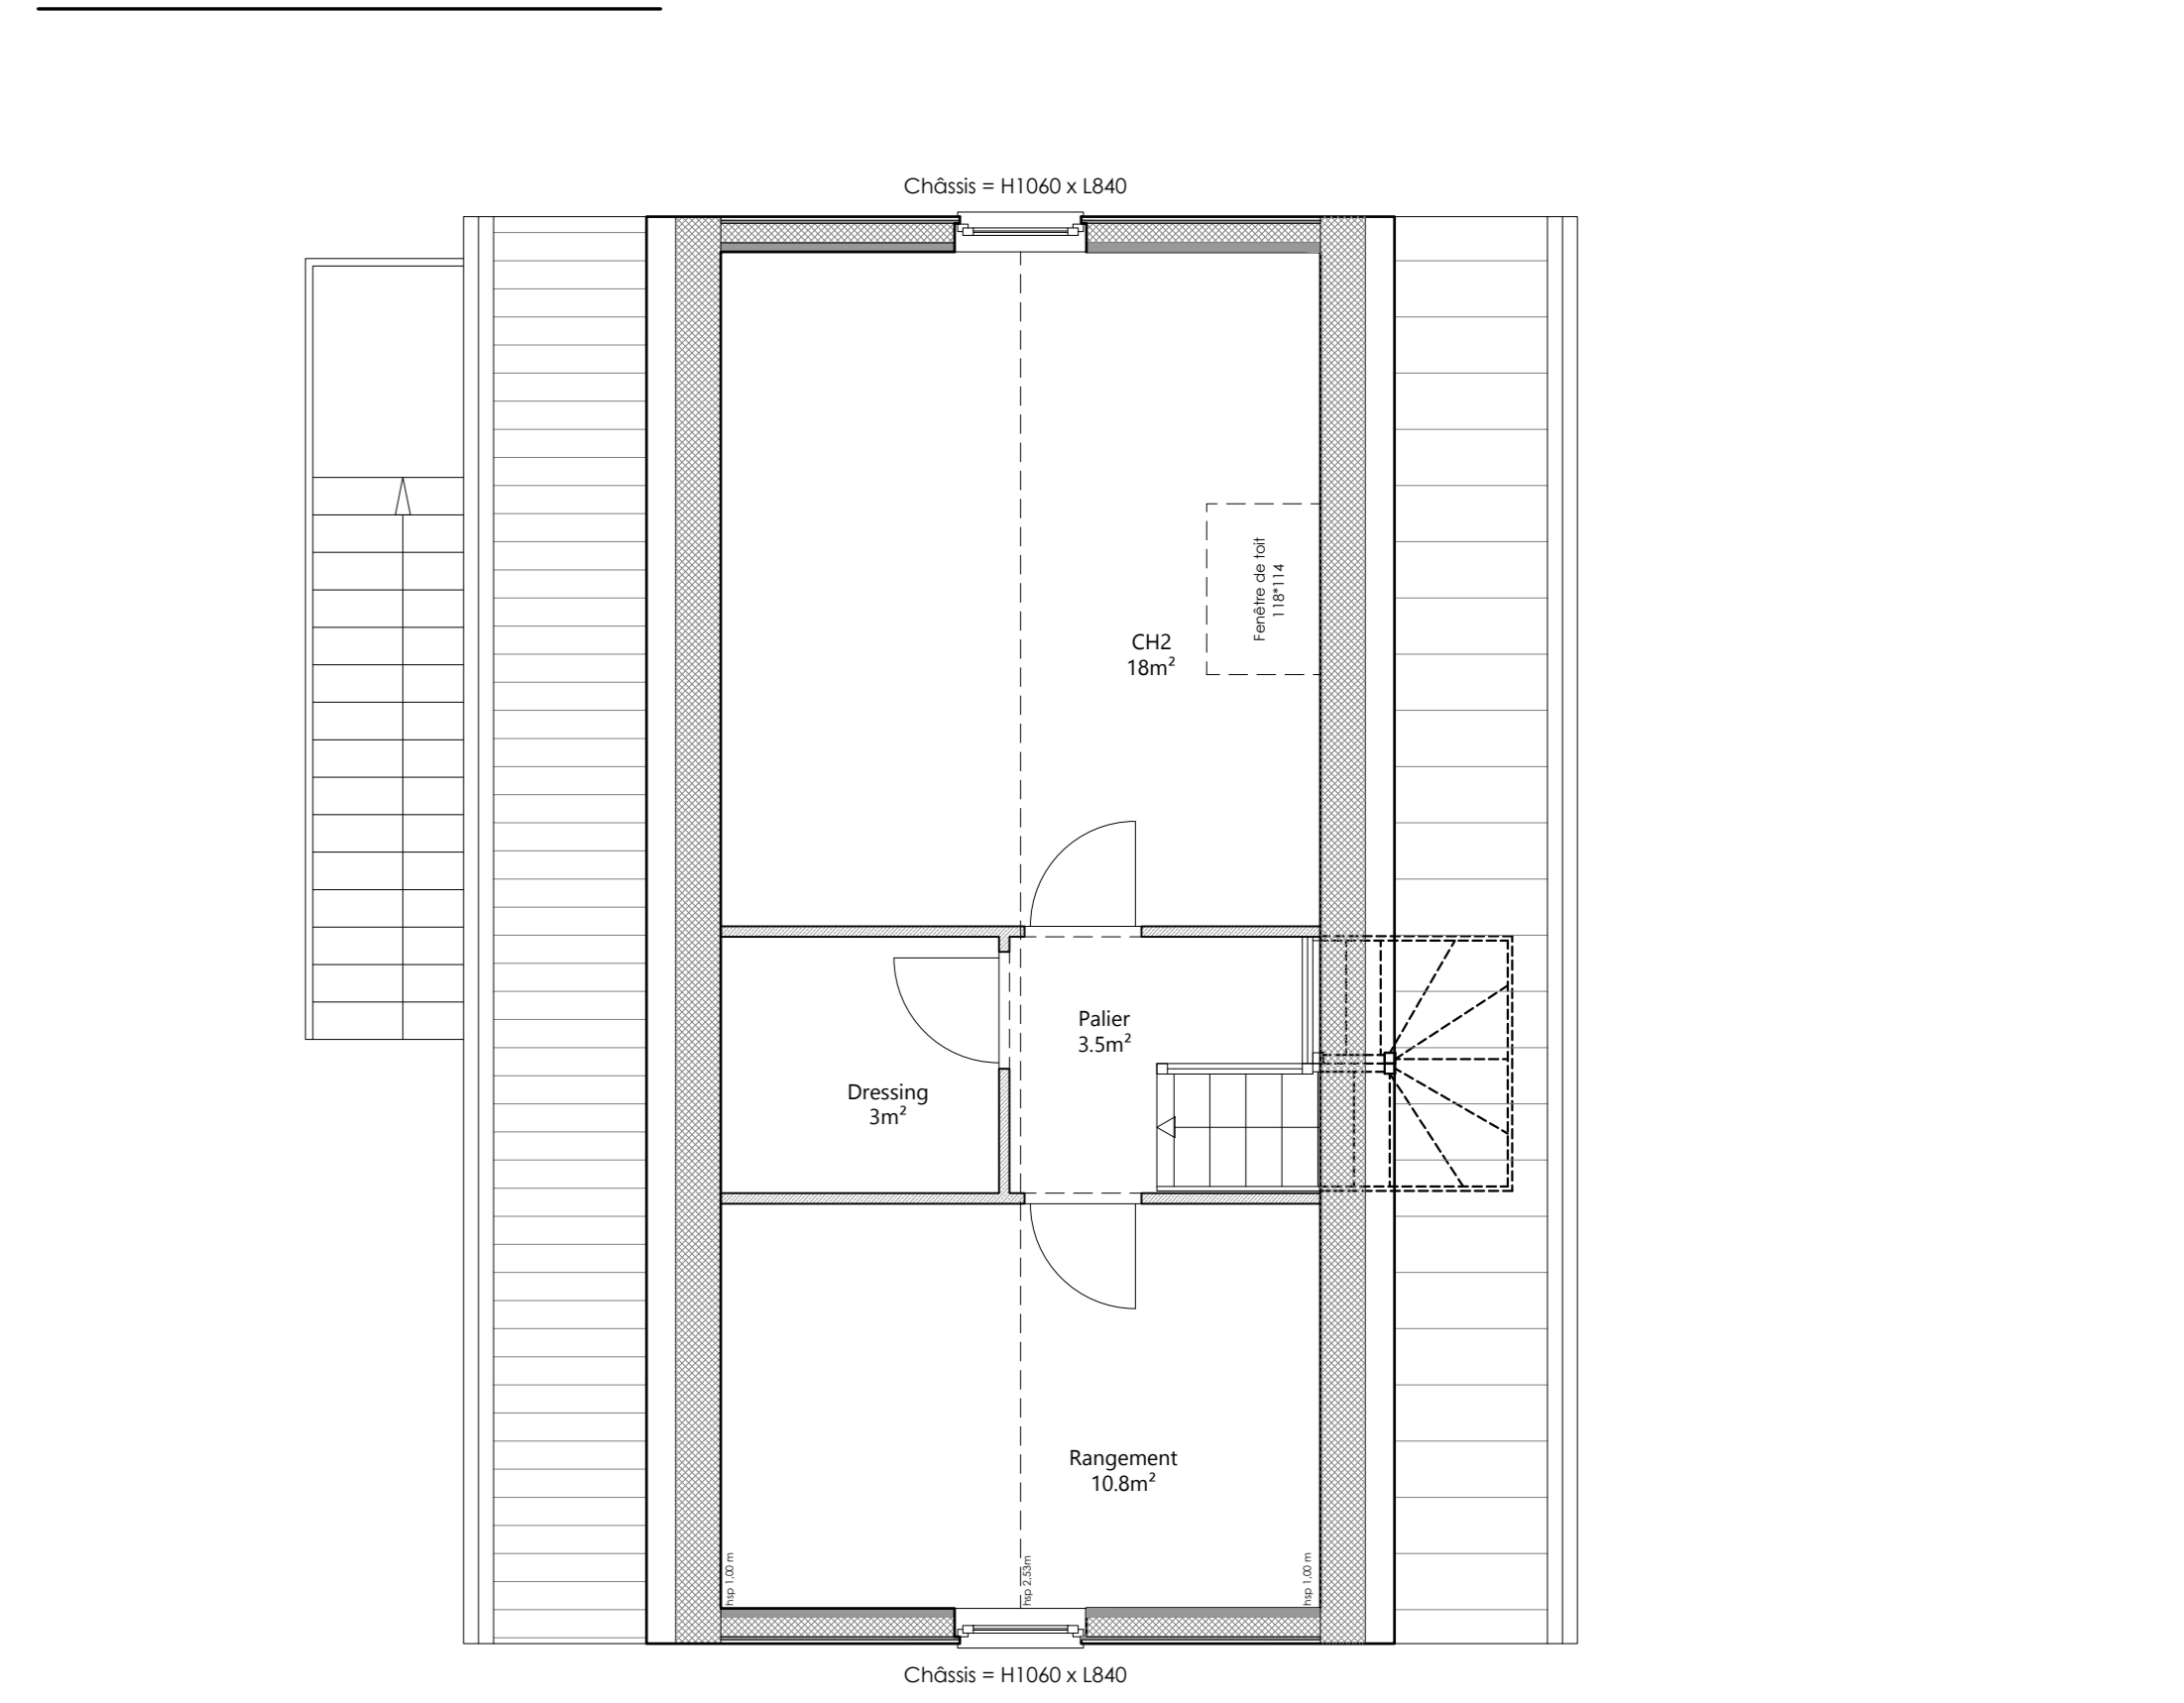 Châssis = H1060 x L840
Fenêtre de toit
118*114
CH2
18m²
Palier
3.5m²
Dressing
3m²
Rangement
10.8m²
hsp 1,00 m
hsp 2,53m
hsp 1,00 m
Châssis = H1060 x L840